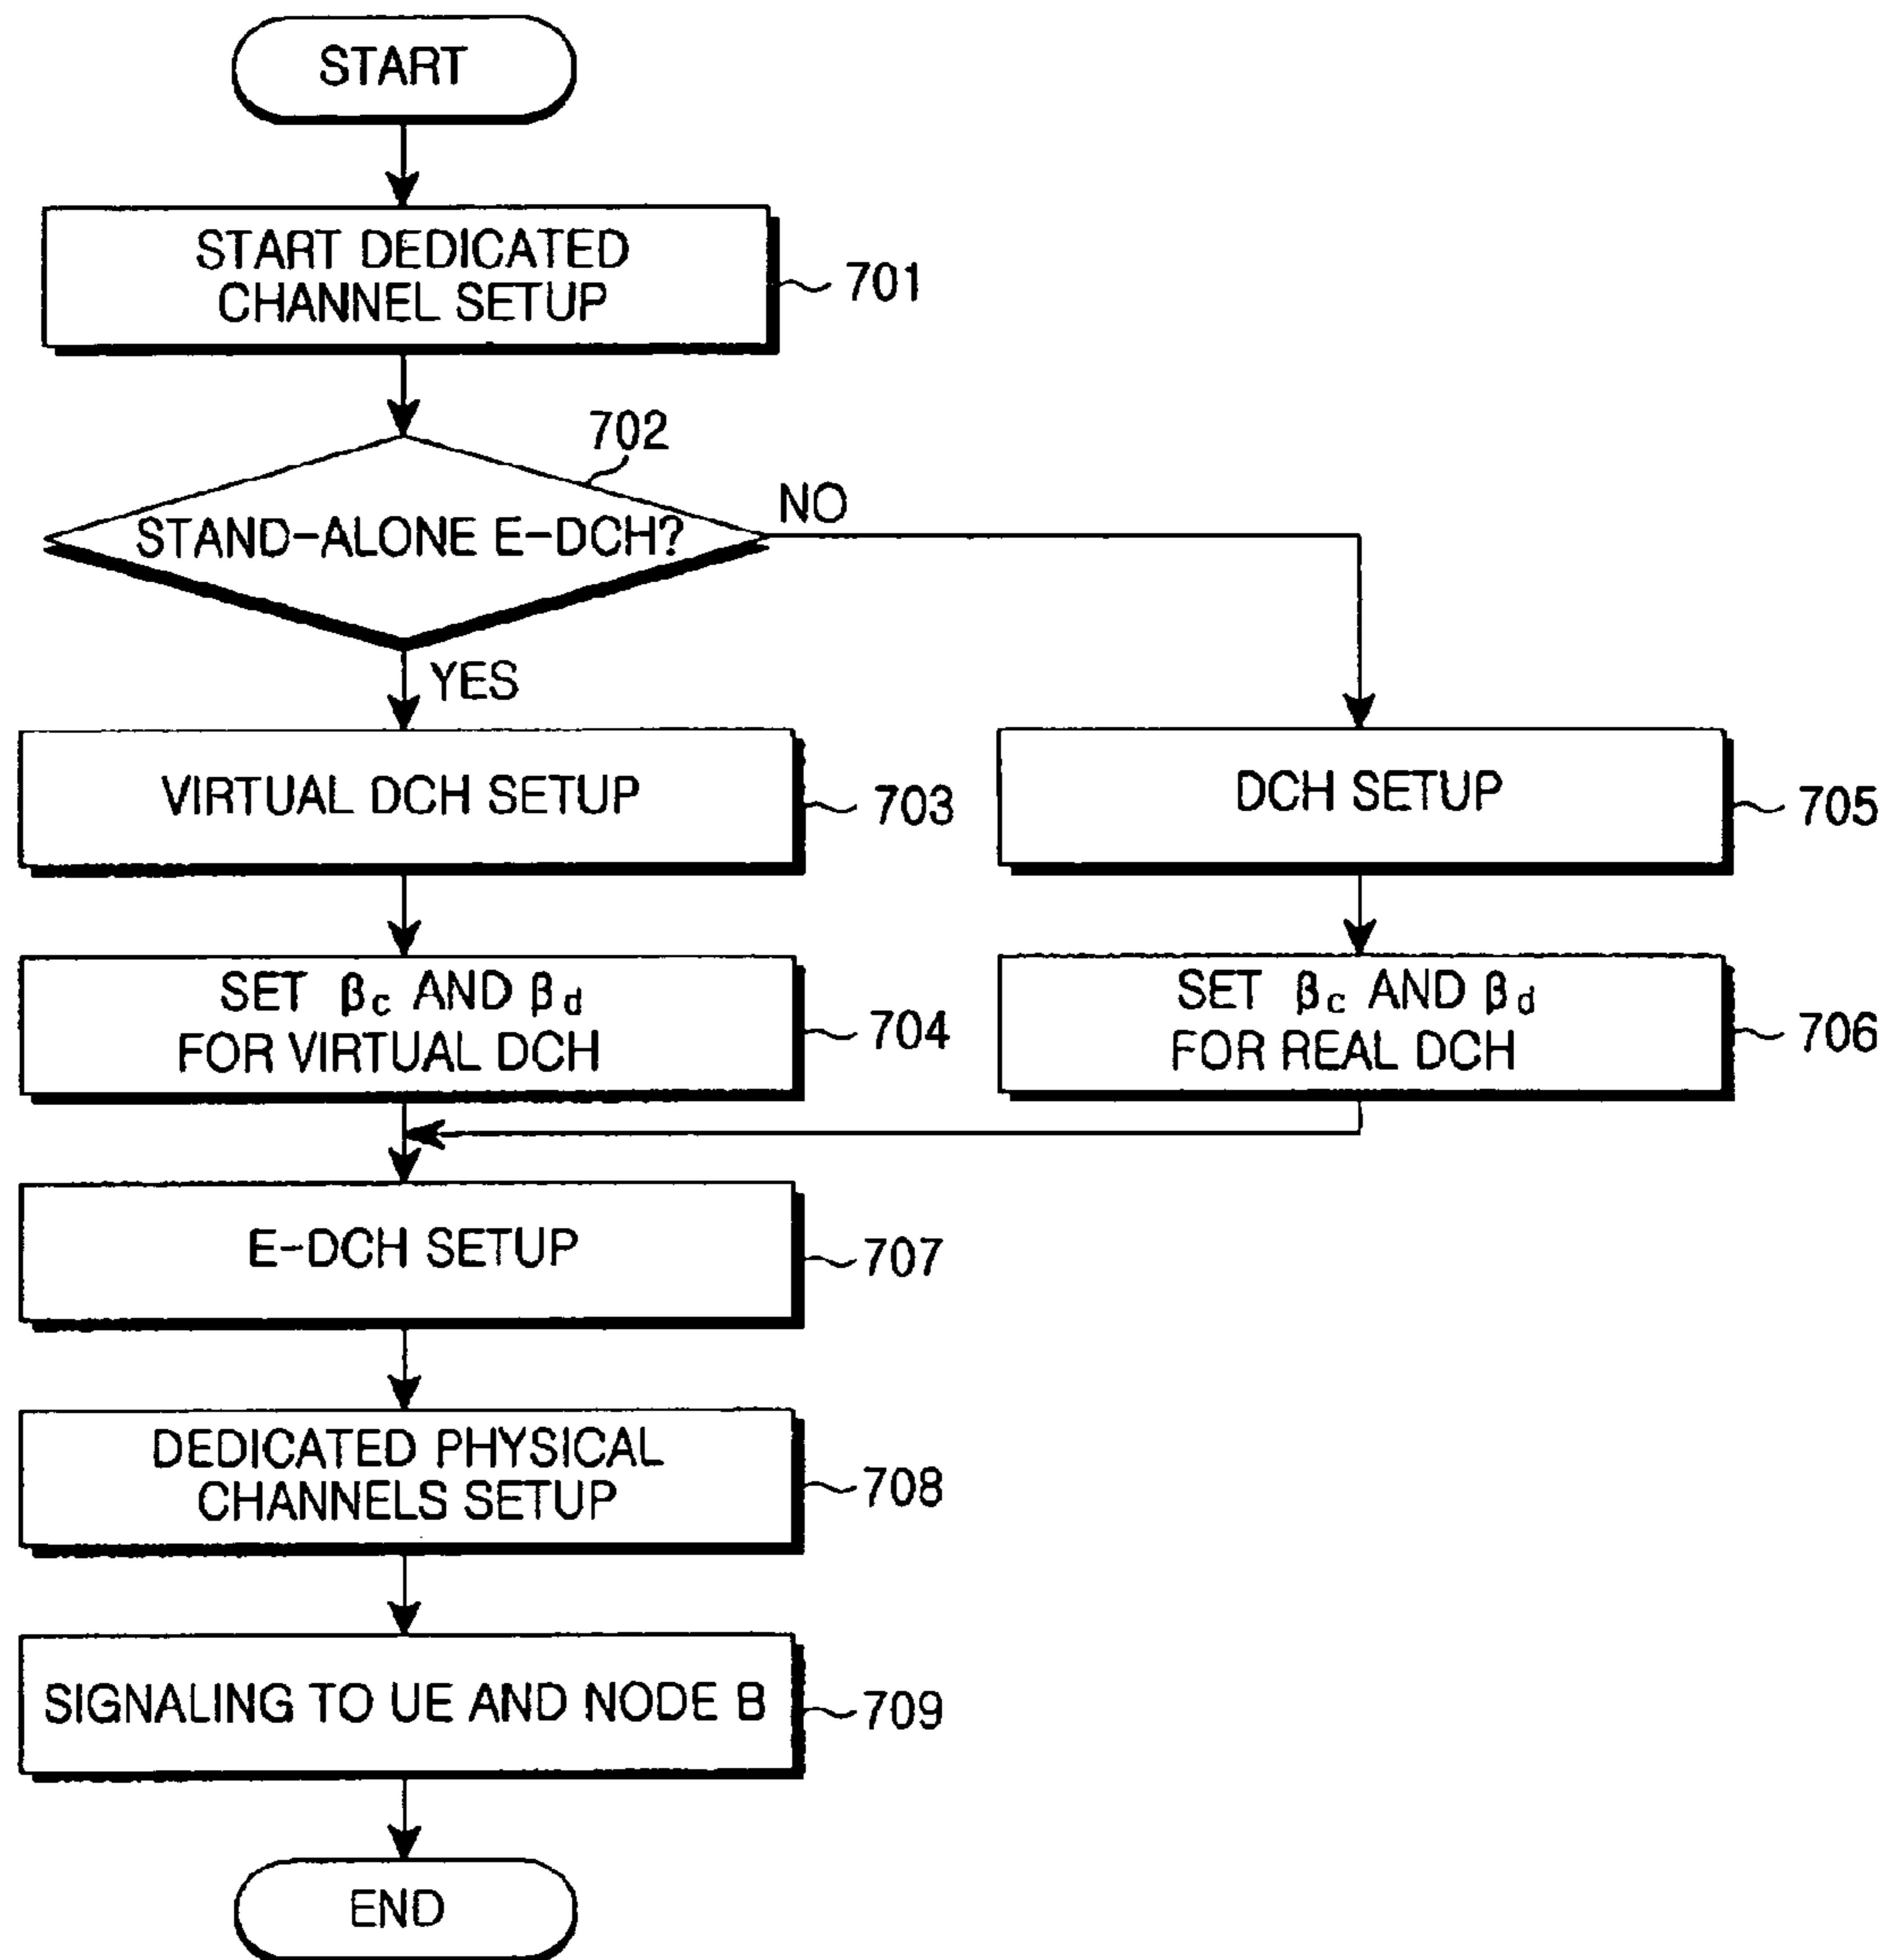 START
START DEDICATED
CHANNEL SETUP
701
702
STAND-ALONE E-DCH?
NO
YES
VIRTUAL DCH SETUP
703
DCH SETUP
705
SET βc AND βd
FOR VIRTUAL DCH
704
SET βc AND βd
FOR REAL DCH
706
E-DCH SETUP
707
DEDICATED PHYSICAL
CHANNELS SETUP
708
SIGNALING TO UE AND NODE B
709
END